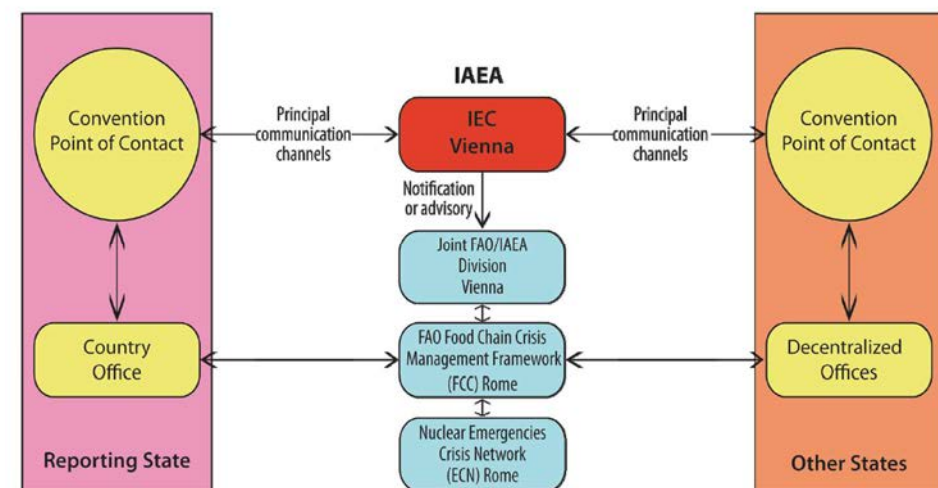 IAEA
Convention
Point of Contact
Principal
communication
channels
IEC
Vienna
Principal
communication
channels
Convention
Point of Contact
Notification
or advisory
Joint FAO/IAEA
Division
Vienna
Country
Office
FAO Food Chain Crisis
Management Framework
(FCC) Rome
Decentralized
Offices
Nuclear Emergencies
Crisis Network
(ECN) Rome
Reporting State
Other States